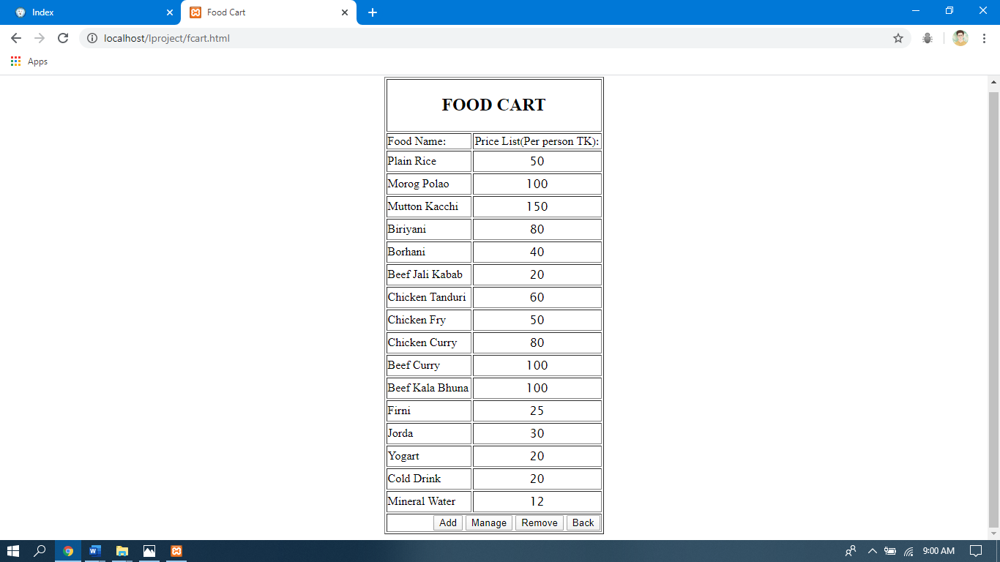 Index
Food Cart
localhost/lproject/fcart.html
Apps
FOOD CART
Food Name: Price List(Per person TK):
Plain Rice 50
Morog Polao 100
Mutton Kacchi 150
Biriyani 80
Borhani 40
Beef Jali Kabab 20
Chicken Tanduri 60
Chicken Fry 50
Chicken Curry 80
Beef Curry 100
Beef Kala Bhuna 100
Firni 25
Jorda 30
Yogart 20
Cold Drink 20
Mineral Water 12
Add Manage Remove Back
9:00 AM